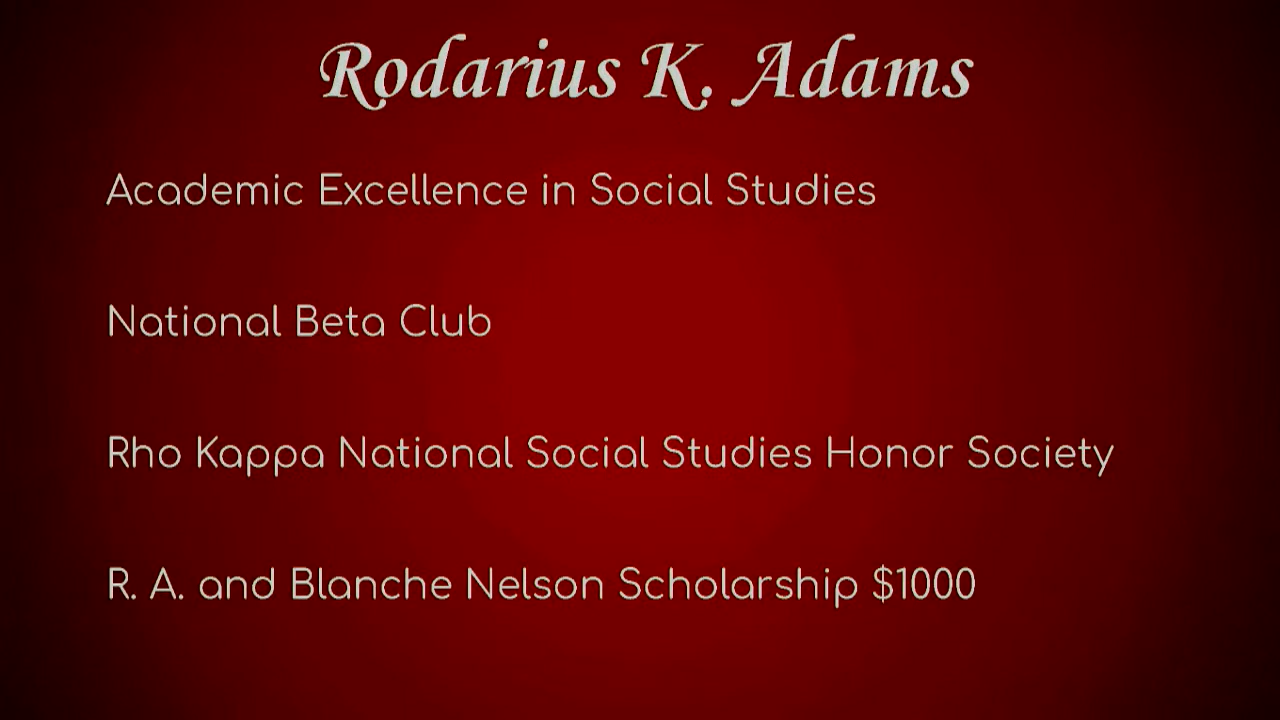 Rodarius K. Adams
Academic Excellence in Social Studies
National Beta Club
Rho Kappa National Social Studies Honor Society
R. A. and Blanche Nelson Scholarship $1000